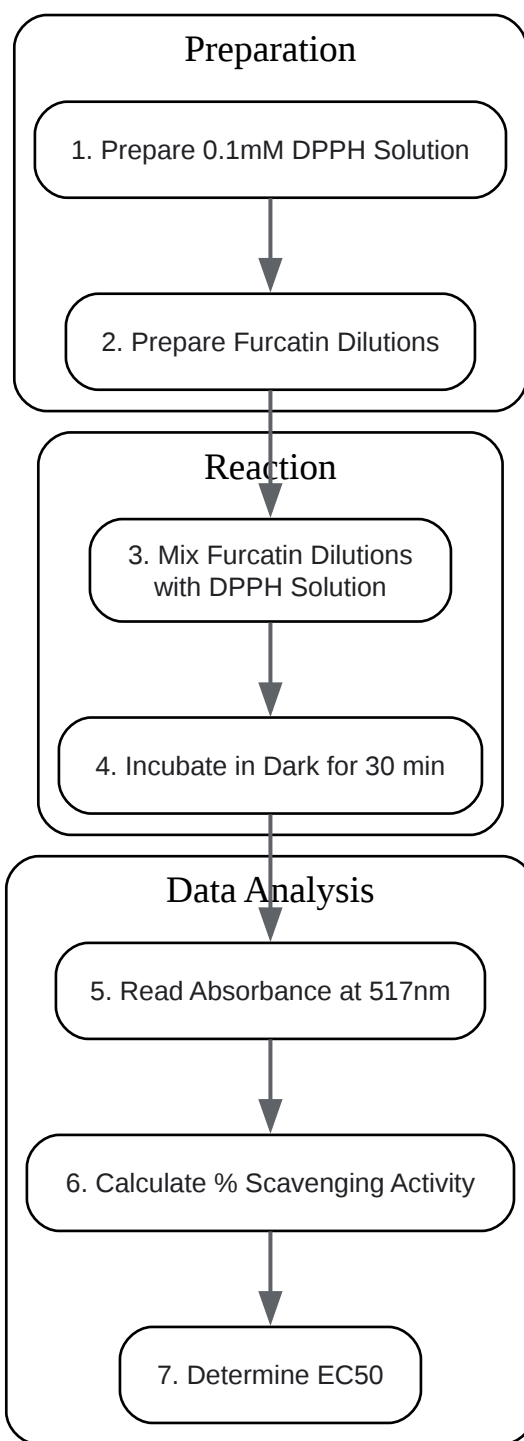 Preparation
1. Prepare 0.1mM DPPH Solution
2. Prepare Furcatin Dilutions
Reaction
3. Mix Furcatin Dilutions
with DPPH Solution
4. Incubate in Dark for 30 min
Data Analysis
5. Read Absorbance at 517nm
6. Calculate % Scavenging Activity
7. Determine EC50